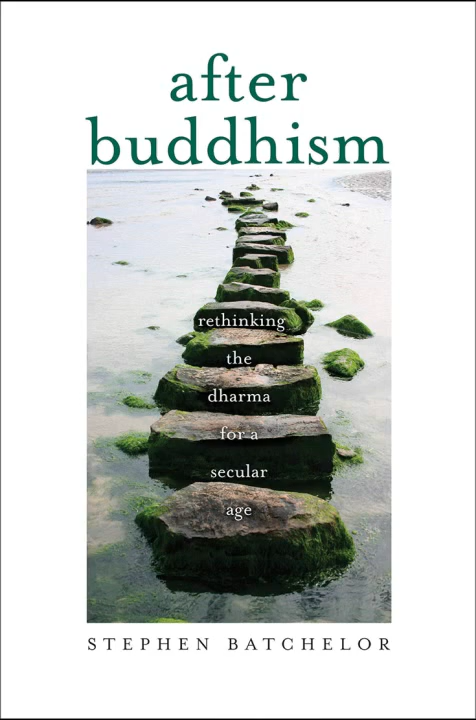 after
buddhism
rethinking
the
dharma
for a
secular
age
STEPHEN BATCHELOR